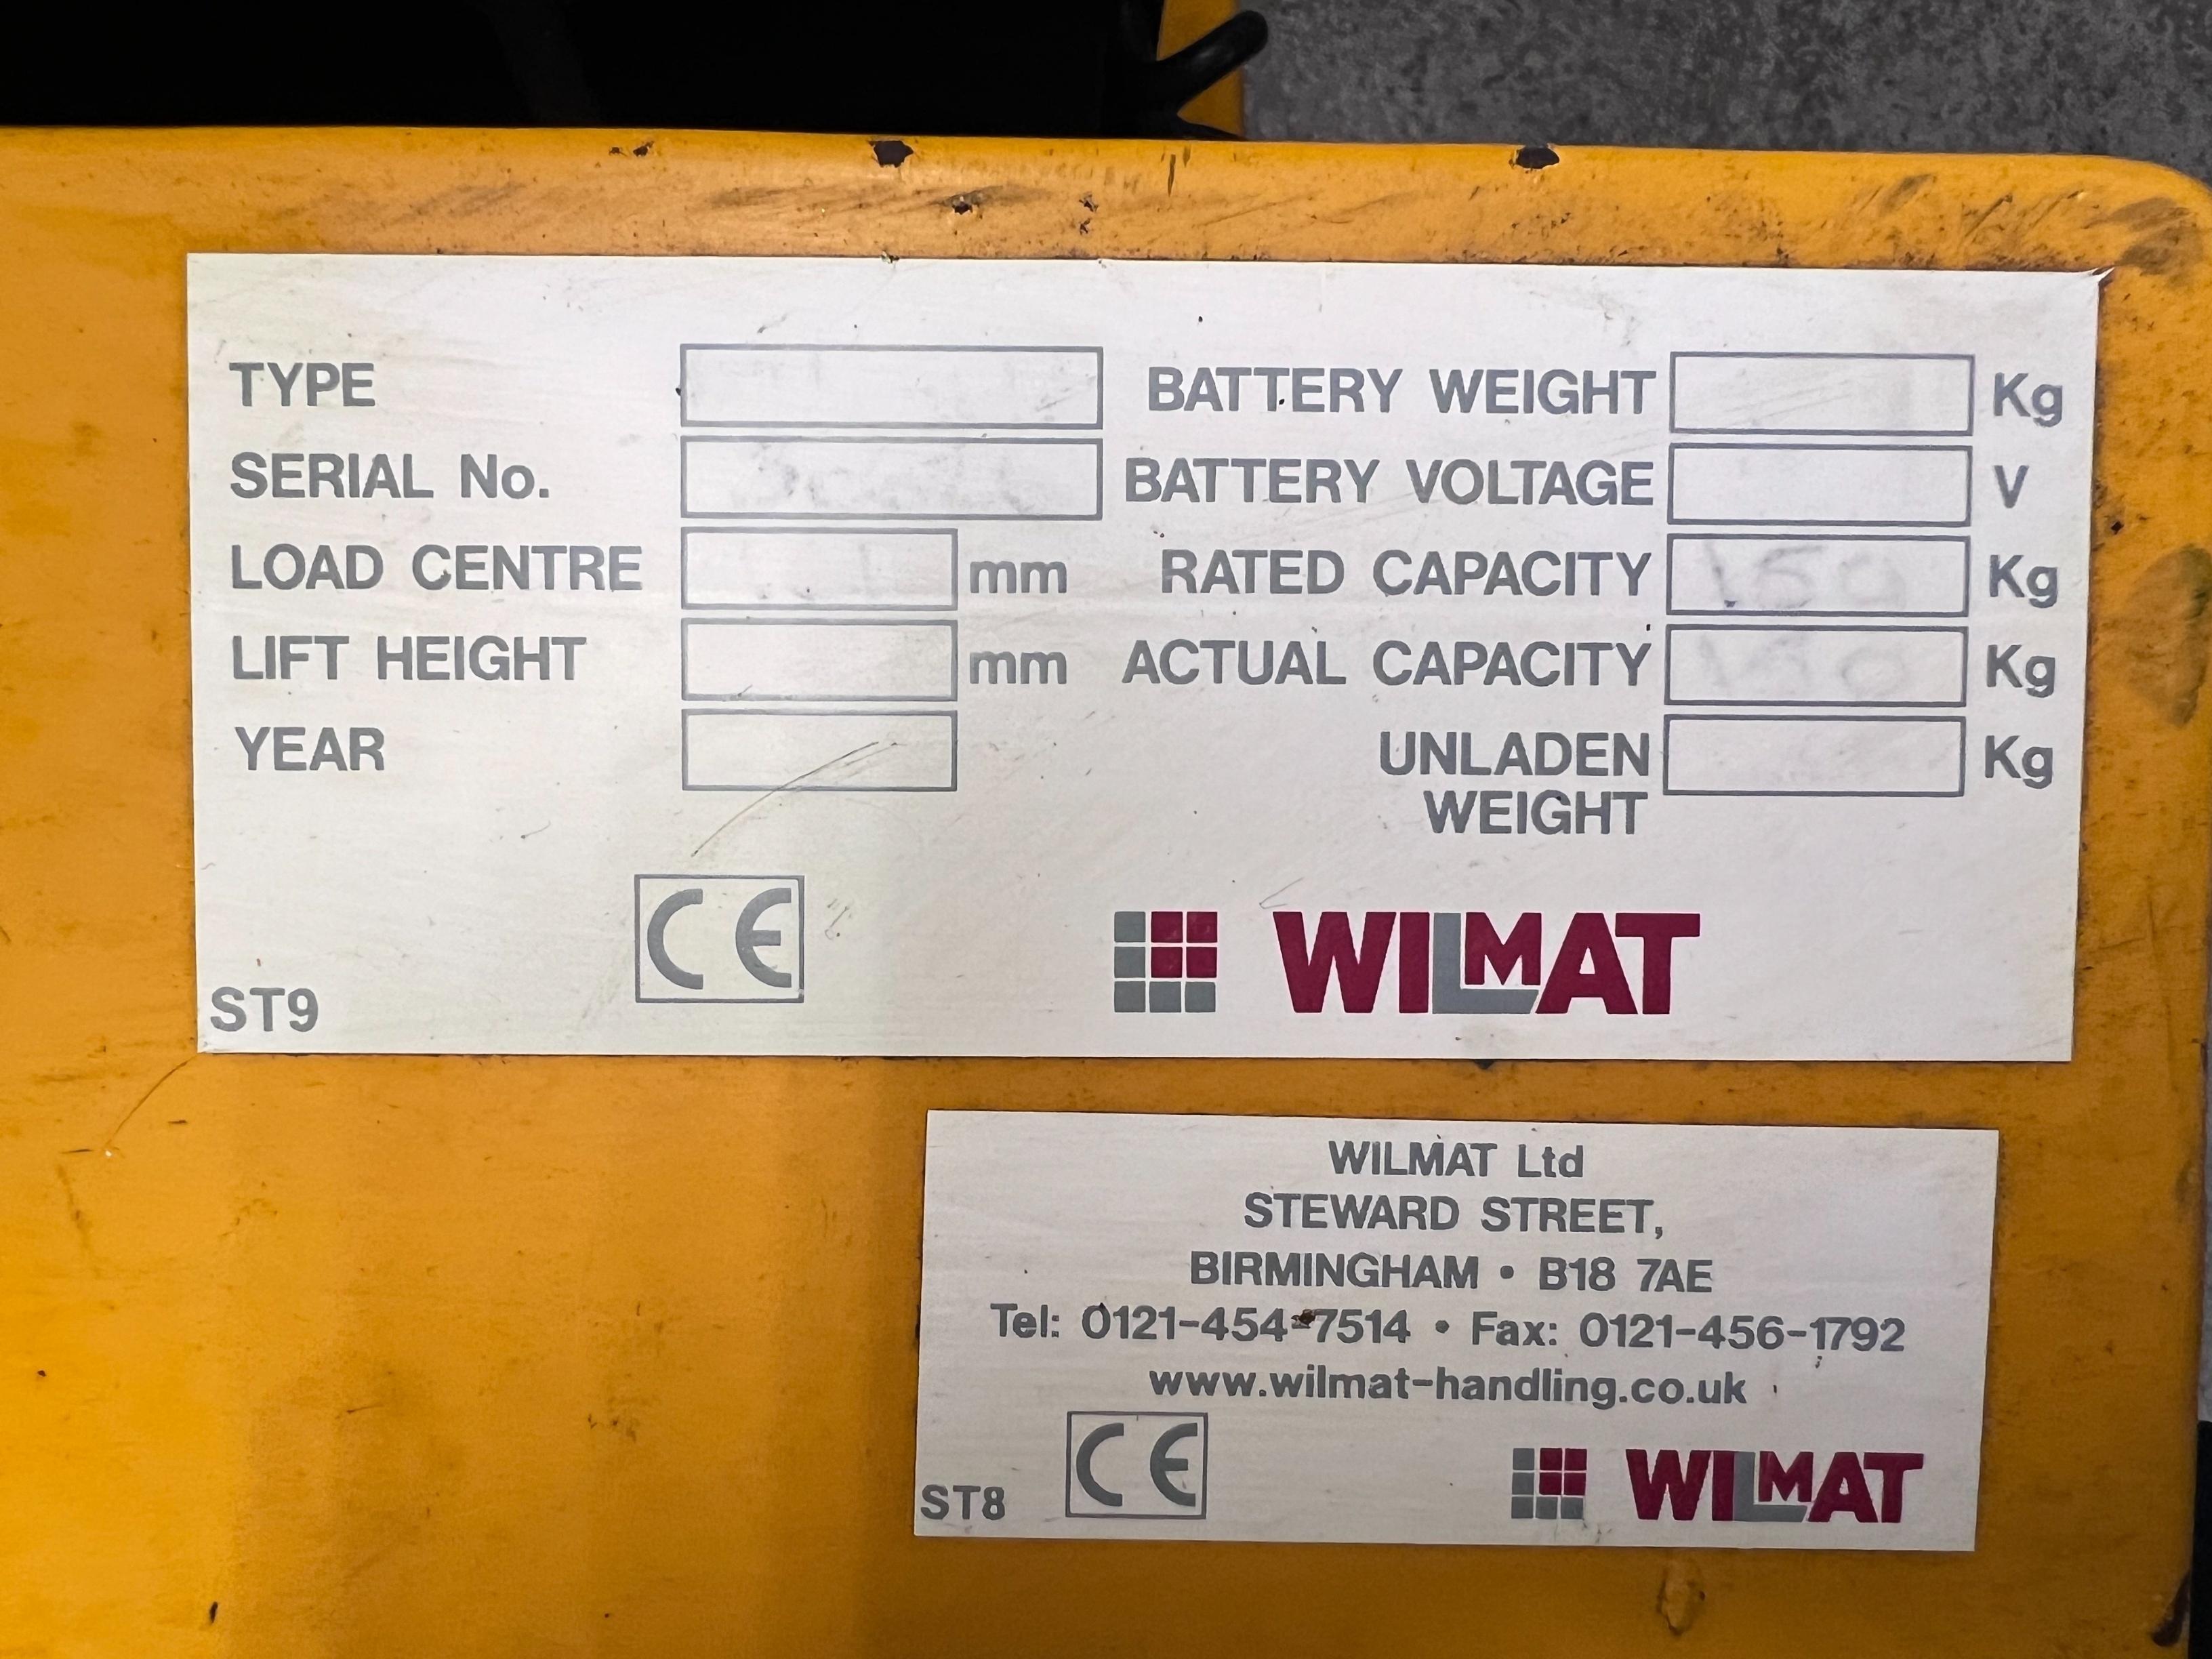 TYPE BATTERY WEIGHT Kg
SERIAL No. BATTERY VOLTAGE V
LOAD CENTRE mm RATED CAPACITY Kg
LIFT HEIGHT mm ACTUAL CAPACITY Kg
YEAR UNLADEN WEIGHT Kg
CE WILMAT
ST9
WILMAT Ltd
STEWARD STREET,
BIRMINGHAM • B18 7AE
Tel: 0121-454-7514 • Fax: 0121-456-1792
www.wilmat-handling.co.uk
ST8 CE WILMAT